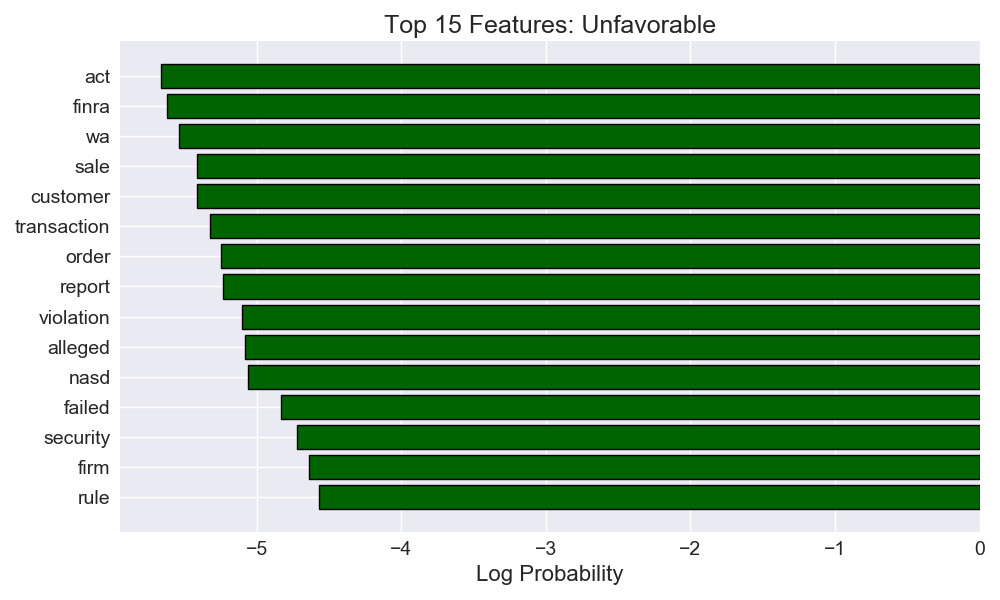 Top 15 Features: Unfavorable
act
finra
wa
sale
customer
transaction
order
report
violation
alleged
nasd
failed
security
firm
rule
−5 −4 −3 −2 −1 0
Log Probability